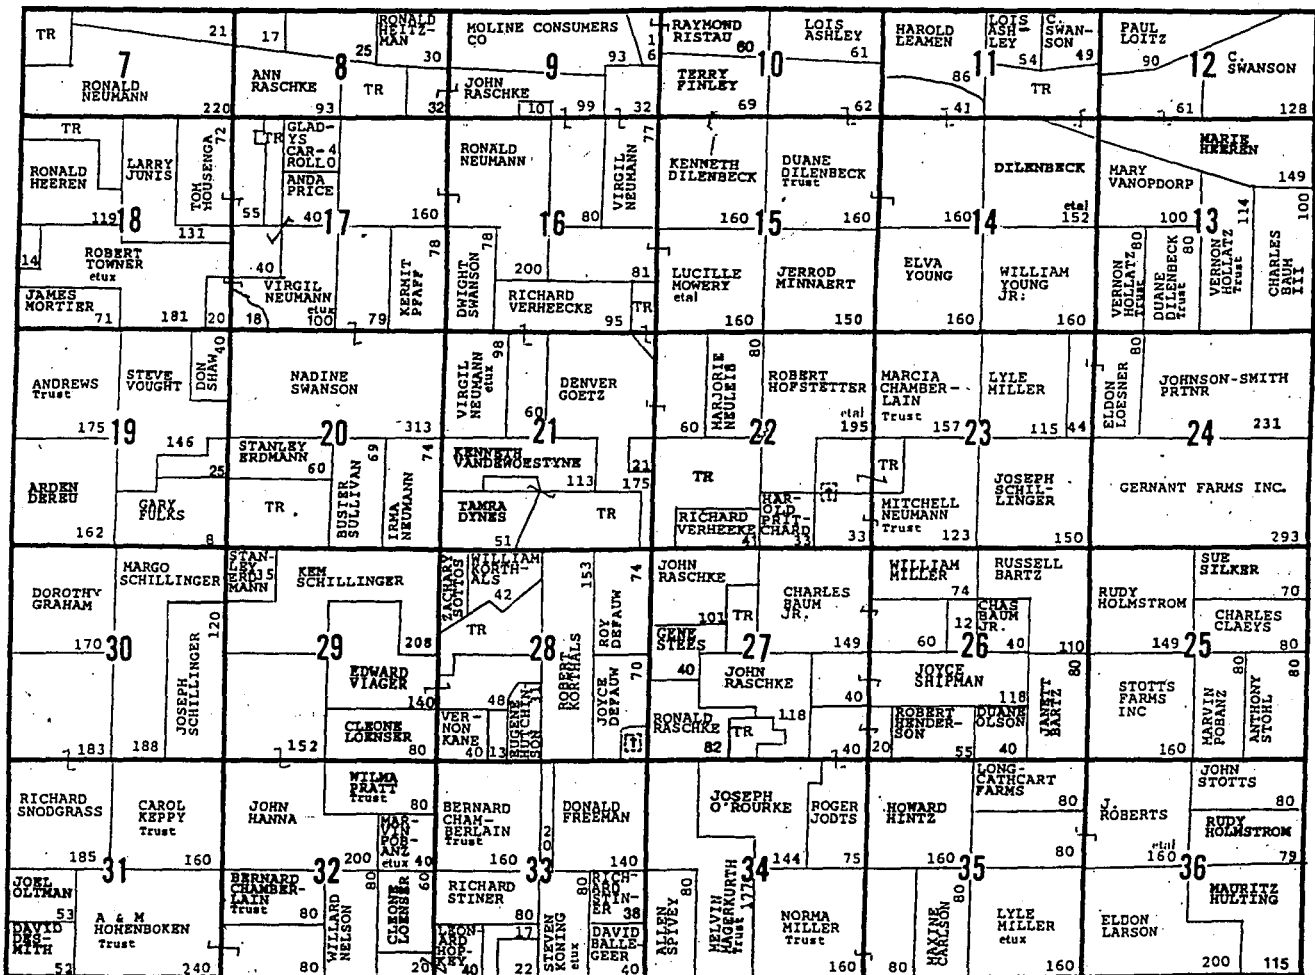 TR
21
7
RONALD
NEUMANN
220
17
RONALD
HEITZ-
MAN
25
30
8
ANN
RASCHKE
93
TR
32
MOLINE CONSUMERS
CO
93
1
6
9
JOHN
RASCHKE
10
99
32
RAYMOND
RISTAU
60
LOIS
ASHLEY
61
10
TERRY
FINLEY
69
62
HAROLD
LEAMEN
LOIS
ASH-
LEY
54
C.
SWAN-
SON
49
86
11
TR
41
PAUL
LOITZ
90
12
C.
SWANSON
61
128
TR
RONALD
HEEREN
119
LARRY
JUNIS
TOM
HOUSENGA
72
18
131
14
ROBERT
TOWNER
etux
JAMES
MORTIER
71
181
20
TR
GLAD-
YS
CAR-
ROLL
4
0
ANDA
PRICE
55
40
17
160
40
VIRGIL
NEUMANN
etux
18
100
79
KERMIT
PFAFF
78
RONALD
NEUMANN
80
VIRGIL
NEUMANN
77
16
DWIGHT
SWANSON
78
200
81
RICHARD
VERHEECKE
TR
95
KENNETH
DILENBECK
160
DUANE
DILENBECK
Trust
160
15
LUCILLE
MOWERY
etal
160
JERROD
MINNAERT
150
DILENBECK
160
etal
152
14
ELVA
YOUNG
160
WILLIAM
YOUNG
JR.
160
MARIE
HEEREN
149
MARY
VANOPDORP
100
13
114
100
VERNON
HOLLATZ
Trust
80
DUANE
DILENBECK
Trust
80
VERNON
HOLLATZ
Trust
CHARLES
BAUM
III
ANDREWS
Trust
175
STEVE
VOUGHT
DON
SHAW
40
19
146
25
ARDEN
DEREU
162
GARY
FULKS
8
NADINE
SWANSON
20
313
STANLEY
ERDMANN
60
TR
BUSTER
SULLIVAN
69
IRMA
NEUMANN
74
VIRGIL
NEUMANN
etux
98
60
DENVER
GOETZ
21
KENNETH
VANDEWOESTYNE
113
21
175
TAMRA
DYNES
51
TR
60
MARJORIE
NEULEIB
80
ROBERT
HOFSTETTER
etal
195
22
TR
RICHARD
VERHEEKE
41
HAR-
OLD
PRIT-
CHARD
33
33
MARCIA
CHAMBER-
LAIN
Trust
157
LYLE
MILLER
115
44
23
TR
MITCHELL
NEUMANN
Trust
123
JOSEPH
SCHIL-
LINGER
150
ELDON
LOESNER
80
JOHNSON-SMITH
PRTNR
231
24
GERNANT FARMS INC.
293
DOROTHY
GRAHAM
170
MARGO
SCHILLINGER
120
30
JOSEPH
SCHILLINGER
183
188
STAN-
LEY
ERD-
MANN
35
KEM
SCHILLINGER
208
29
EDWARD
VIAGER
140
152
CLEONE
LOENSER
80
ZACHARY
SOTTOS
WILLIAM
KORTH-
ALS
42
TR
153
ROY
DEFAUW
74
28
ROBERT
KORTHALS
JOYCE
DEFAUW
70
VER-
NON
KANE
40
48
13
EUGENE
HUTCHIN-
SON
31
JOHN
RASCHKE
101
TR
CHARLES
BAUM
JR.
149
GENE
STEES
40
27
JOHN
RASCHKE
40
RONALD
RASCHKE
82
TR
118
40
WILLIAM
MILLER
74
RUSSELL
BARTZ
12
CHAS
BAUM
JR.
60
40
110
26
JOYCE
SHIPMAN
118
JANET
BARTZ
80
ROBERT
HENDER-
SON
20
55
DUANE
OLSON
40
RUDY
HOLMSTROM
149
SUE
SILKER
70
CHARLES
CLAEYS
80
25
STOTTS
FARMS
INC
160
MARVIN
POBANZ
80
ANTHONY
STOHL
80
RICHARD
SNODGRASS
185
CAROL
KEPPY
Trust
160
31
JOEL
OLTMAN
53
DAVID
DES-
MITH
52
A & M
HOHENBOKEN
Trust
240
JOHN
HANNA
200
WILMA
PRATT
Trust
80
MAR-
VIN
POB-
ANZ
etux
40
32
BERNARD
CHAMBER-
LAIN
Trust
80
80
WILLARD
NELSON
80
CLEONE
LOENSER
60
20
BERNARD
CHAM-
BERLAIN
Trust
160
20
DONALD
FREEMAN
140
33
RICHARD
STINER
80
LEON-
ARD
HOP-
KEY
40
17
22
STEVEN
KONING
etux
80
RICH-
ARD
STIN-
ER
38
DAVID
BALLE-
GEER
40
JOSEPH
O'ROURKE
144
ROGER
JODTS
75
34
ALLEN
SPIVEY
80
MELVIN
HAGERKURTH
Trust
177
NORMA
MILLER
Trust
160
HOWARD
HINTZ
160
LONG-
CATHCART
FARMS
80
80
35
80
MAXINE
CARLSON
80
LYLE
MILLER
etux
J.
ROBERTS
etal
160
JOHN
STOTTS
80
RUDY
HOLMSTROM
79
36
ELDON
LARSON
200
MAURITZ
HULTING
115